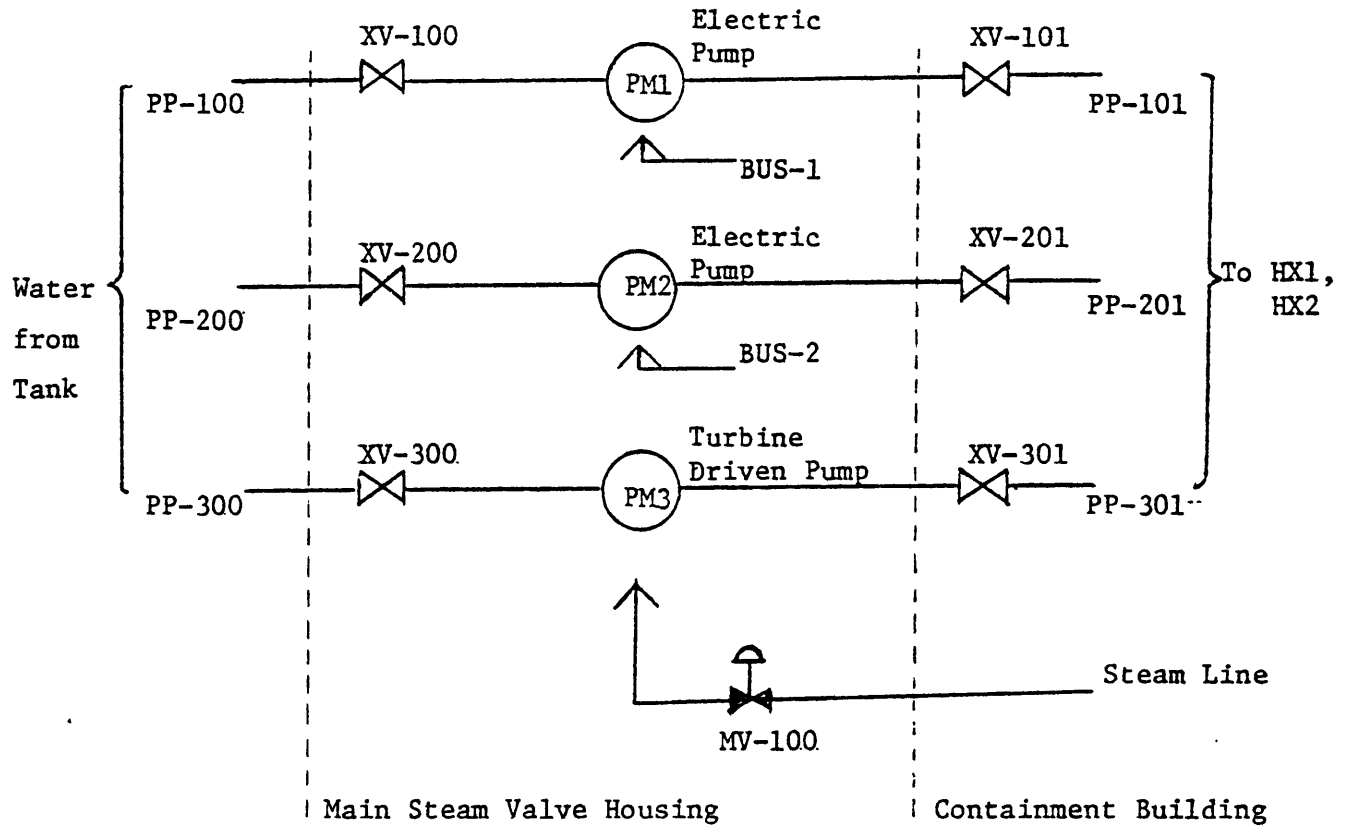 XV-100
Electric
Pump
XV-101
PM1
PP-100
PP-101
BUS-1
XV-200
Electric
Pump
XV-201
PM2
Water
from
Tank
PP-200
PP-201
To HX1,
HX2
BUS-2
XV-300
Turbine
Driven Pump
XV-301
PM3
PP-300
PP-301
Steam Line
MV-100
Main Steam Valve Housing
Containment Building